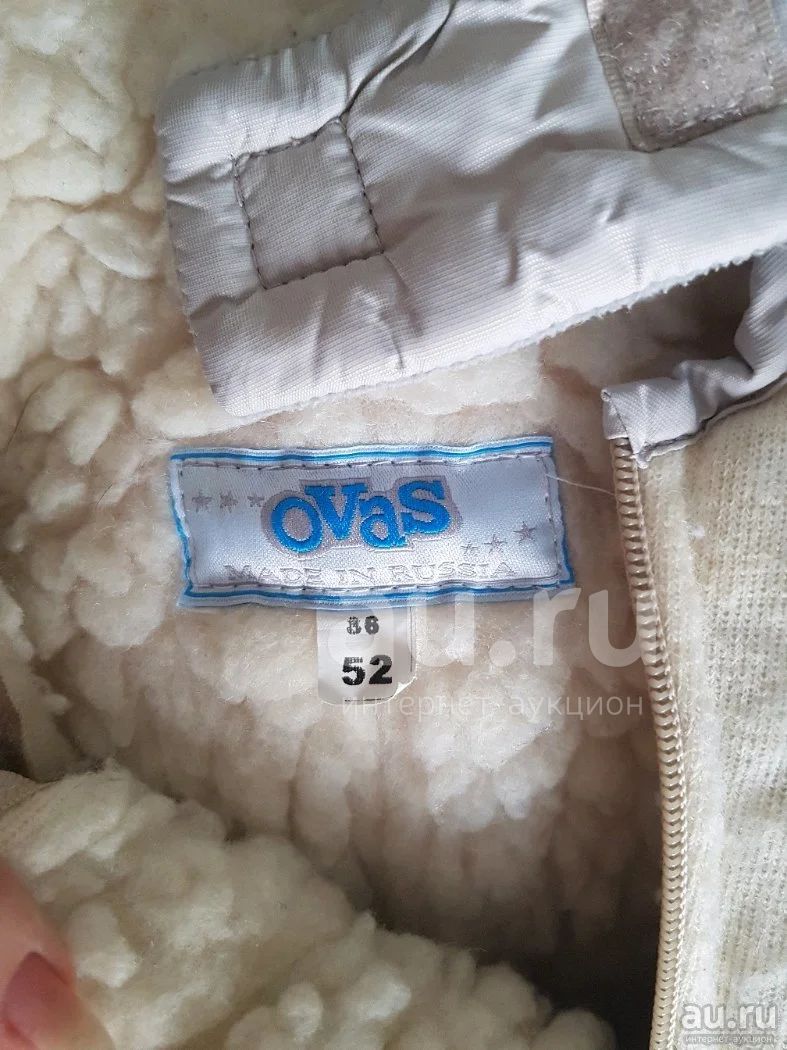 ovas
MADE IN RUSSIA
86
52
au.ru
интернет-аукцион
au.ru
интернет-аукцион